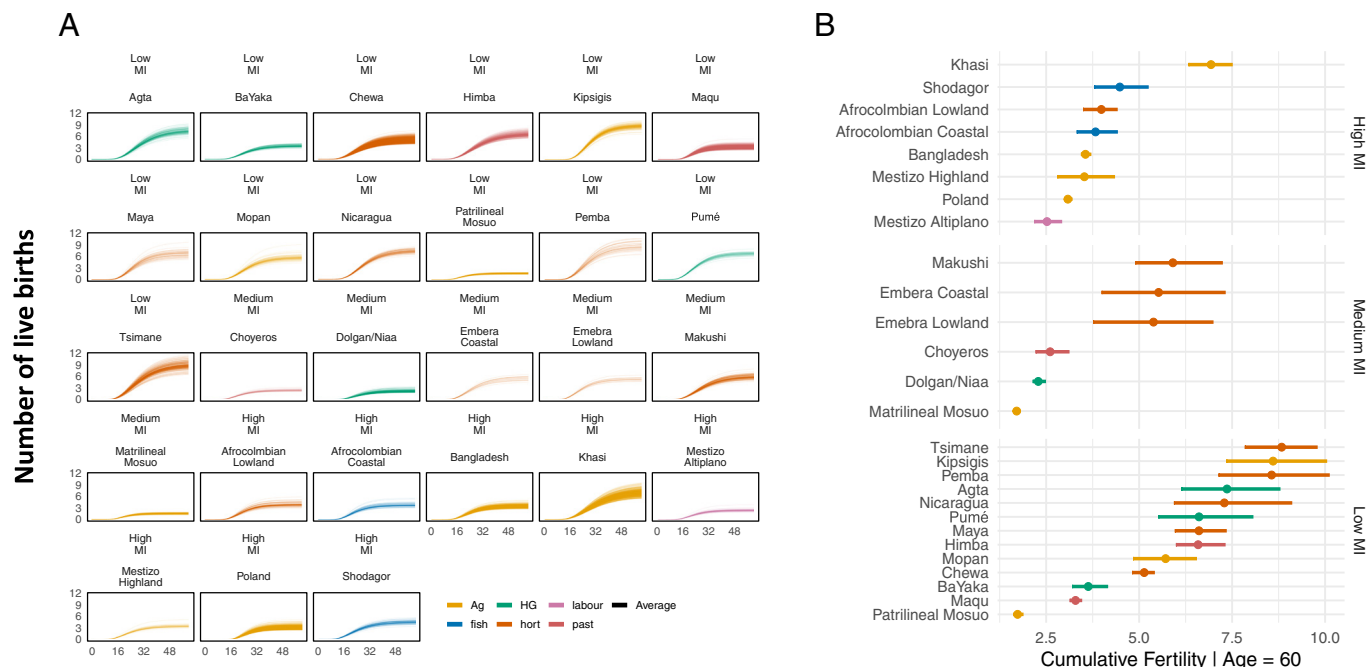 A
Number of live births
Low
MI
Low
MI
Low
MI
Low
MI
Low
MI
Low
MI
Agta
BaYaka
Chewa
Himba
Kipsigis
Maqu
12
9
6
3
0
Low
MI
Low
MI
Low
MI
Low
MI
Low
MI
Low
MI
Maya
Mopan
Nicaragua
Patrilineal
Mosuo
Pemba
Pumé
12
9
6
3
0
Low
MI
Medium
MI
Medium
MI
Medium
MI
Medium
MI
Medium
MI
Tsimane
Choyeros
Dolgan/Niaa
Embera
Coastal
Emebra
Lowland
Makushi
12
9
6
3
0
Medium
MI
High
MI
High
MI
High
MI
High
MI
High
MI
Matrilineal
Mosuo
Afrocolmbian
Lowland
Afrocolombian
Coastal
Bangladesh
Khasi
Mestizo
Altiplano
12
9
6
3
0
0 16 32 48
0 16 32 48
0 16 32 48
High
MI
High
MI
High
MI
Mestizo
Highland
Poland
Shodagor
12
9
6
3
0
0 16 32 48
0 16 32 48
0 16 32 48
Ag
HG
labour
Average
fish
hort
past
B
Khasi
Shodagor
Afrocolmbian Lowland
Afrocolombian Coastal
Bangladesh
Mestizo Highland
Poland
Mestizo Altiplano
High MI
Makushi
Embera Coastal
Emebra Lowland
Choyeros
Dolgan/Niaa
Matrilineal Mosuo
Medium MI
Tsimane
Kipsigis
Pemba
Agta
Nicaragua
Pumé
Maya
Himba
Mopan
Chewa
BaYaka
Maqu
Patrilineal Mosuo
Low MI
2.5 5.0 7.5 10.0
Cumulative Fertility | Age = 60